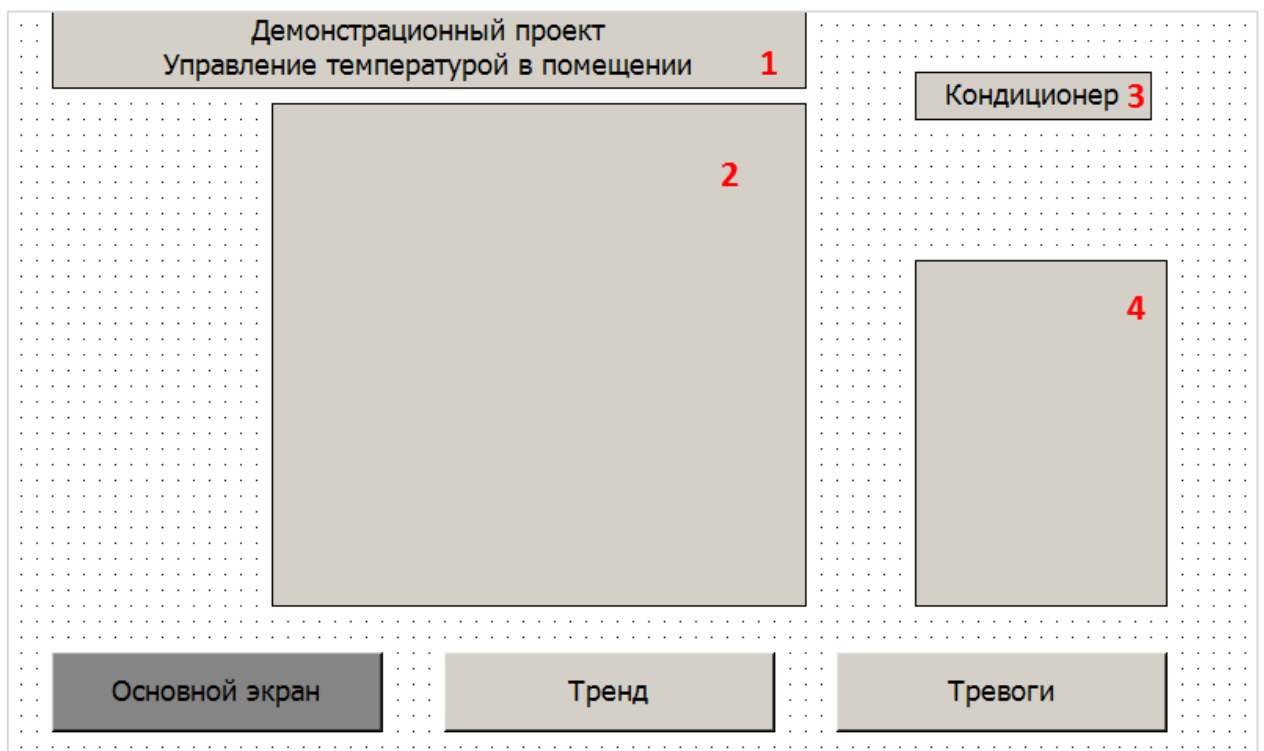 Демонстрационный проект
Управление температурой в помещении 1
Кондиционер 3
2
4
Основной экран
Тренд
Тревоги